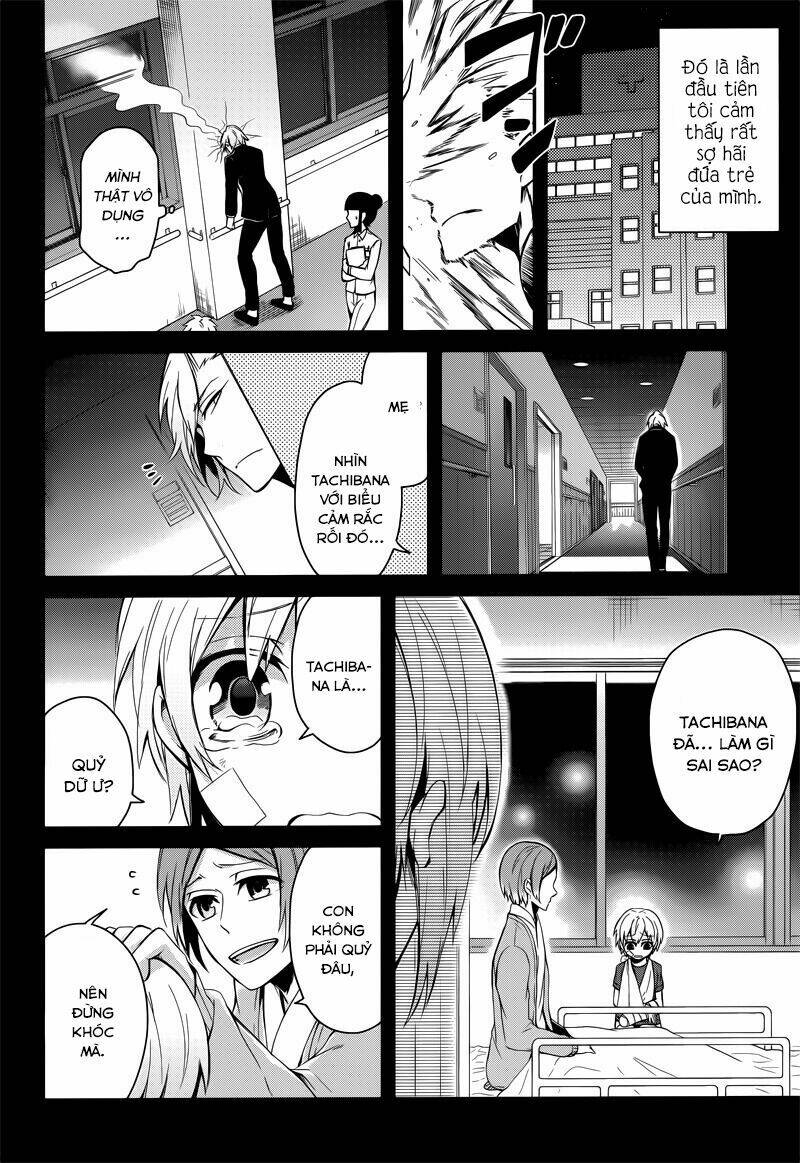 Đó là lần
đầu tiên
tôi cảm
thấy rất
sợ hãi
đứa trẻ
của mình.
MÌNH
THẬT VÔ
DỤNG
...
MẸ
NHÌN
TACHIBANA
VỚI BIỂU
CẢM RẮC
RỐI ĐÓ...
TACHIBANA
ĐÃ... LÀM GÌ
SAI SAO?
TACHIBA-
NA LÀ...
QUỶ
DỮ Ư?
CON
KHÔNG
PHẢI QUỶ
ĐÂU,
NÊN
ĐỪNG
KHÓC
MÀ.